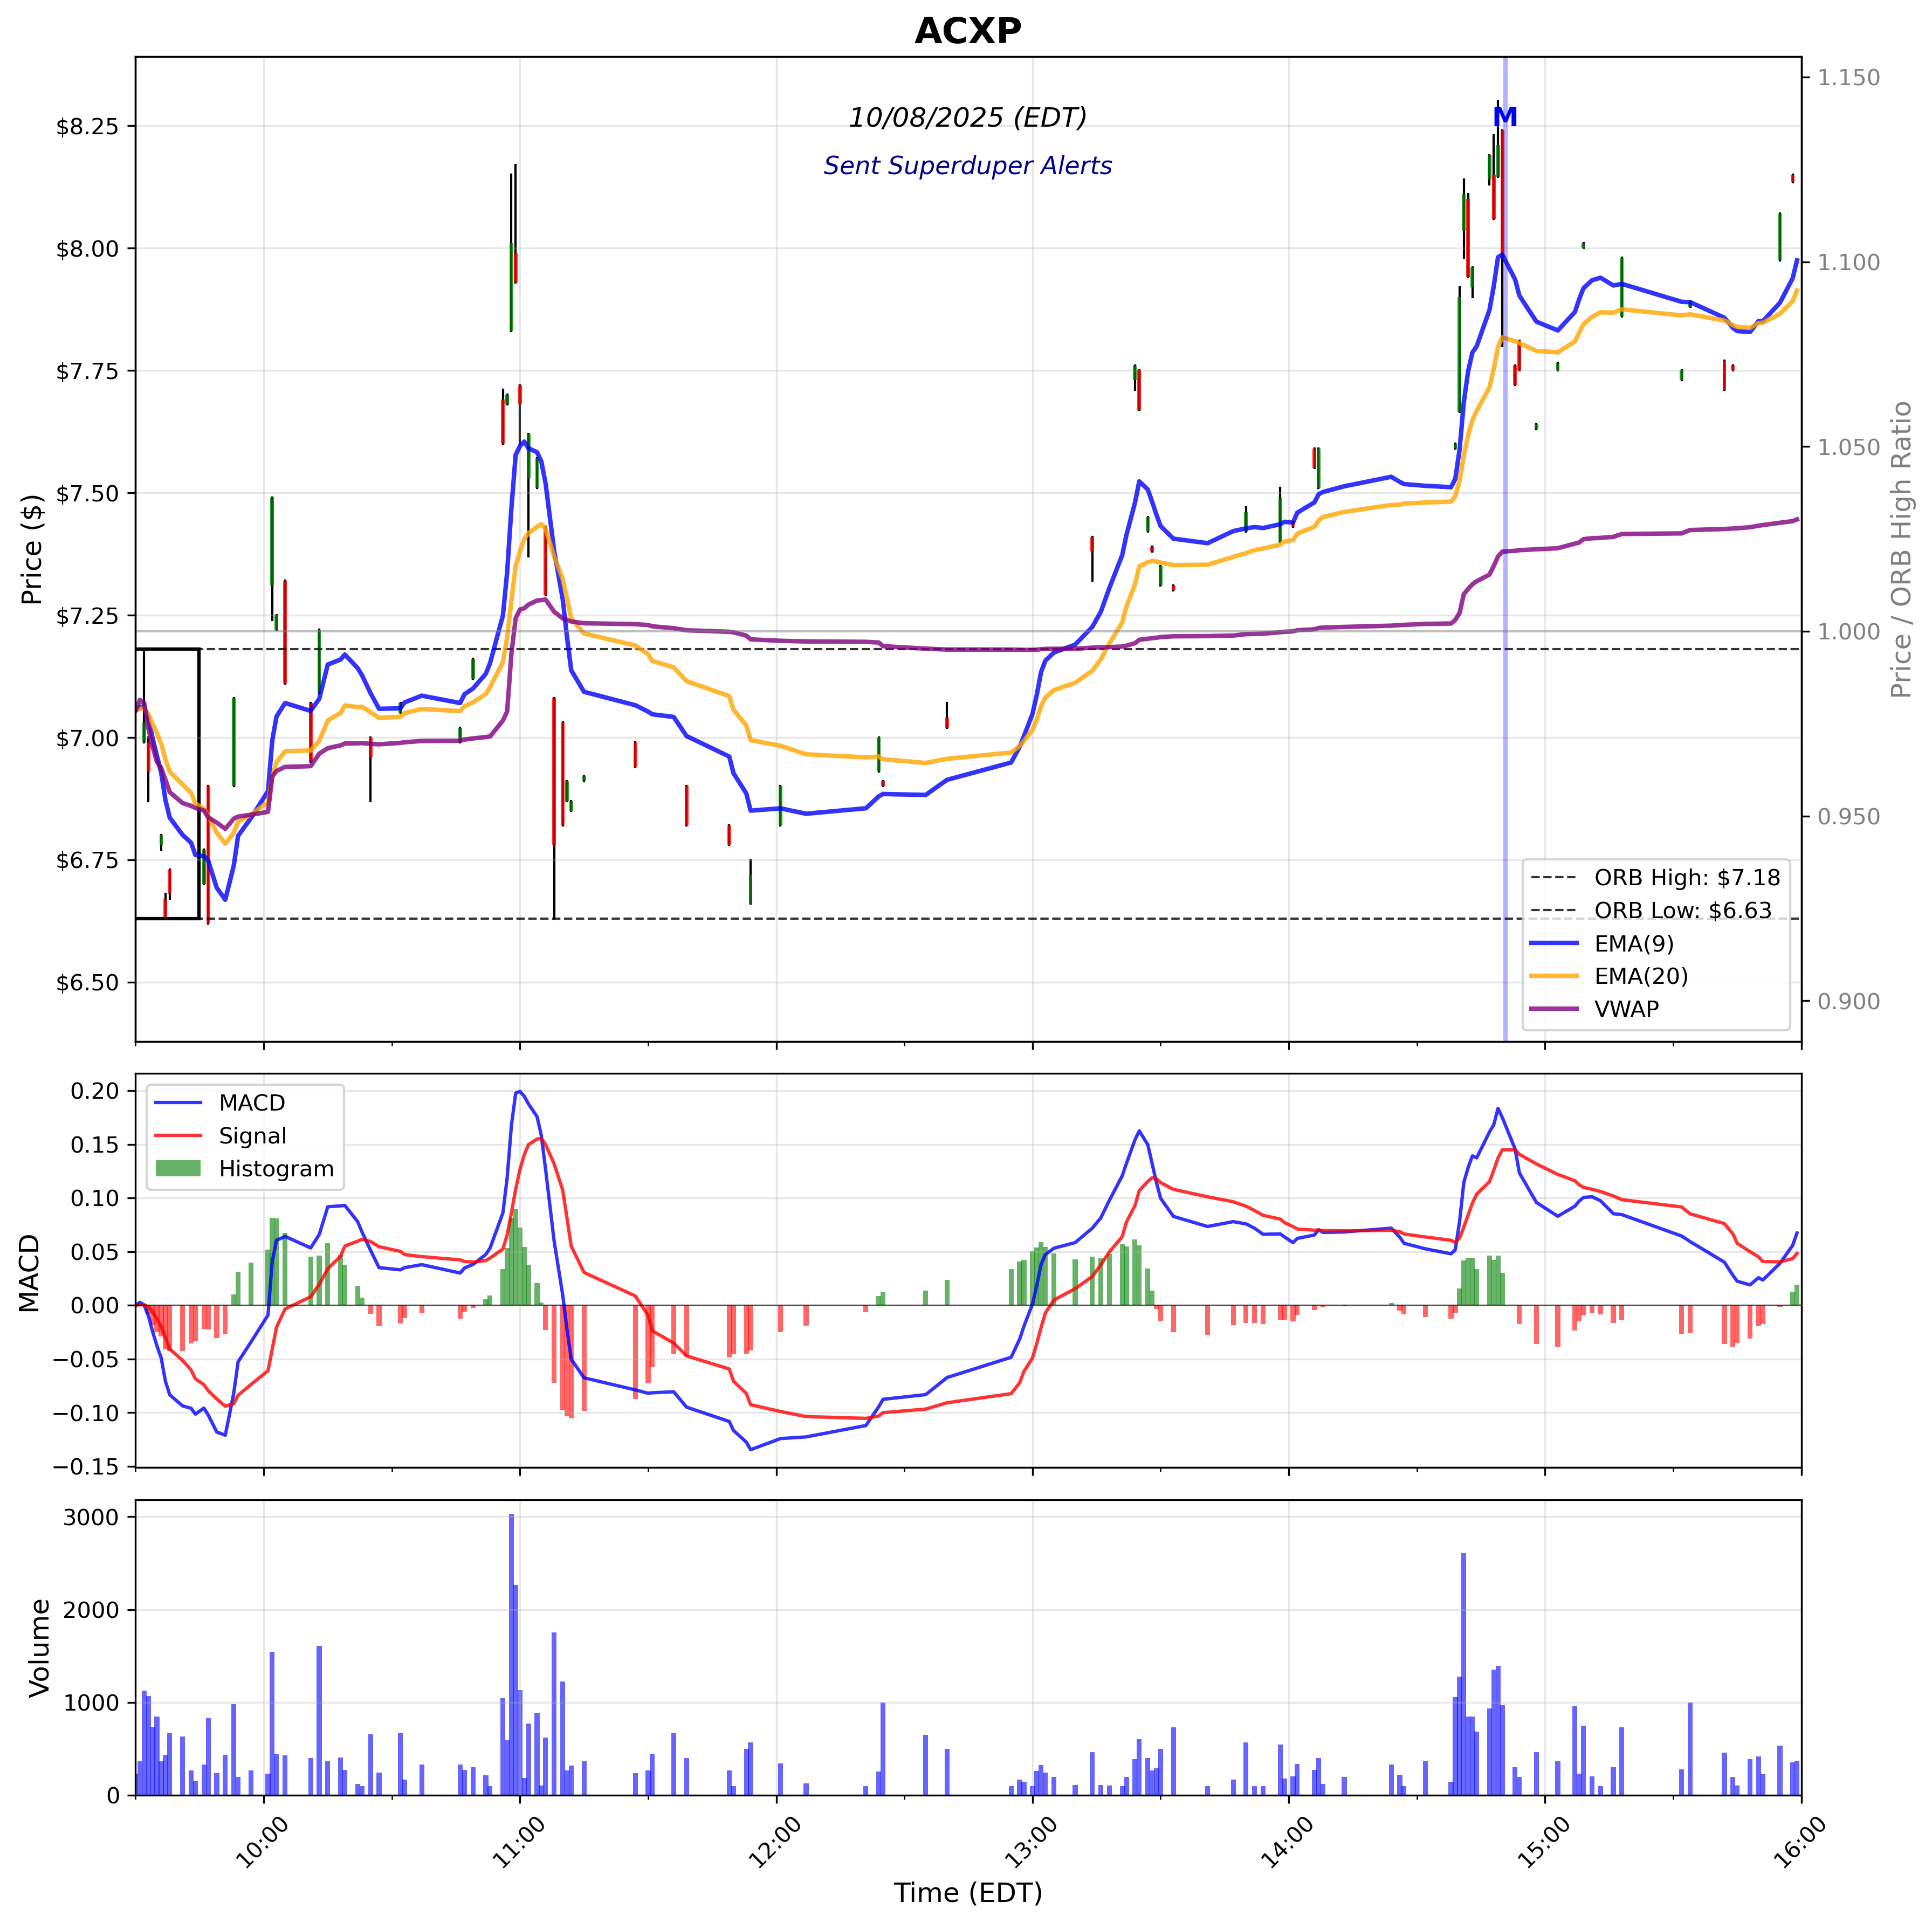 ACXP
10/08/2025 (EDT)
Sent Superduper Alerts
M
Price ($)
$8.25
$8.00
$7.75
$7.50
$7.25
$7.00
$6.75
$6.50
1.150
1.100
1.050
1.000
0.950
0.900
Price / ORB High Ratio
ORB High: $7.18
ORB Low: $6.63
EMA(9)
EMA(20)
VWAP
MACD
0.20
0.15
0.10
0.05
0.00
−0.05
−0.10
−0.15
MACD
Signal
Histogram
Volume
3000
2000
1000
0
10:00
11:00
12:00
13:00
14:00
15:00
16:00
Time (EDT)